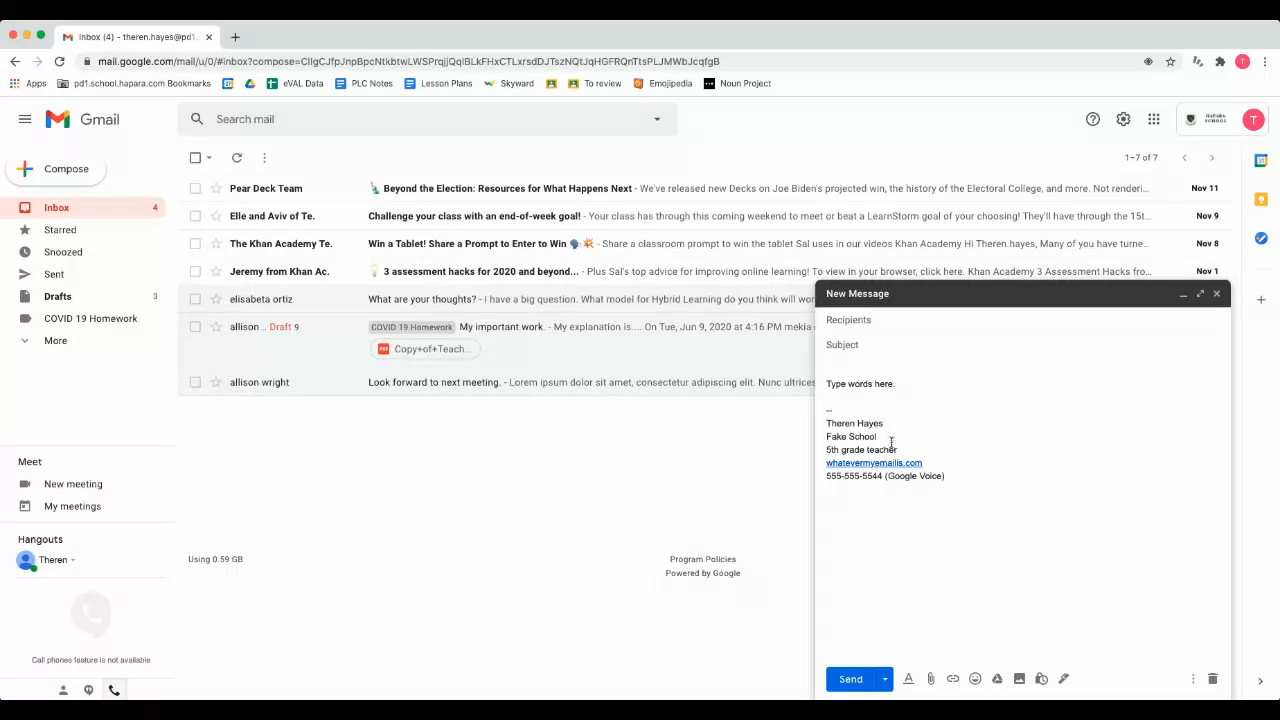 Inbox (4) - theren.hayes@pd1
mail.google.com/mail/u/0/#inbox?compose=
Apps pd1.school.hapara.com Bookmarks eVAL Data PLC Notes Lesson Plans Skyward To review Emojipedia Noun Project
Gmail
Search mail
HAPARA SCHOOL T
Compose
1–7 of 7
Inbox 4
Starred
Snoozed
Sent
Drafts 3
COVID 19 Homework
More
Pear Deck Team Beyond the Election: Resources for What Happens Next - We've released new Decks on Joe Biden's projected win, the history of the Electoral College, and more. Not renderi... Nov 11
Elle and Aviv of Te. Challenge your class with an end-of-week goal! - Your class has through this coming weekend to meet or beat a LearnStorm goal of your choosing! They'll have through the 15t... Nov 9
The Khan Academy Te. Win a Tablet! Share a Prompt to Enter to Win 🗣💥 - Share a classroom prompt to win the tablet Sal uses in our videos Khan Academy Hi Theren.hayes, Many of you have turne... Nov 8
Jeremy from Khan Ac. 💡 3 assessment hacks for 2020 and beyond... - Plus Sal's top advice for improving online learning! To view in your browser, click here. Khan Academy 3 Assessment Hacks fro... Nov 1
elisabeta ortiz What are your thoughts? - I have a big question. What model for Hybrid Learning do you think will wor
allison .. Draft 9 COVID 19 Homework My important work. - My explanation is.... On Tue, Jun 9, 2020 at 4:16 PM mekia
PDF Copy+of+Teach...
allison wright Look forward to next meeting. - Lorem ipsum dolor sit amet, consectetur adipiscing elit. Nunc ultrices
Meet
New meeting
My meetings
Hangouts
Theren
Call phones feature is not available
Using 0.59 GB
Program Policies
Powered by Google
New Message
Recipients
Subject
Type words here.
--
Theren Hayes
Fake School
5th grade teacher
whatevermyemailis.com
555-555-5544 (Google Voice)
Send